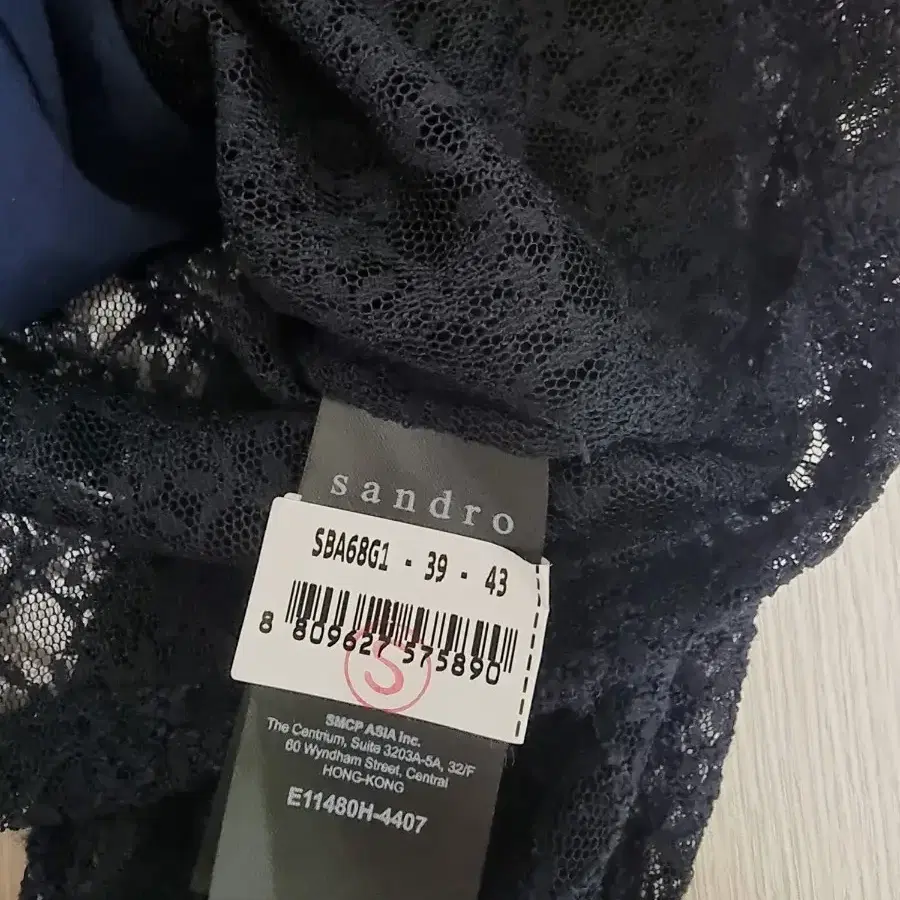 sandro
SBA68G1 - 39 - 43
8 809627 575890
S
SMCP ASIA Inc.
The Centrium, Suite 3203A-5A, 32/F
60 Wyndham Street, Central
HONG-KONG
E11480H-4407